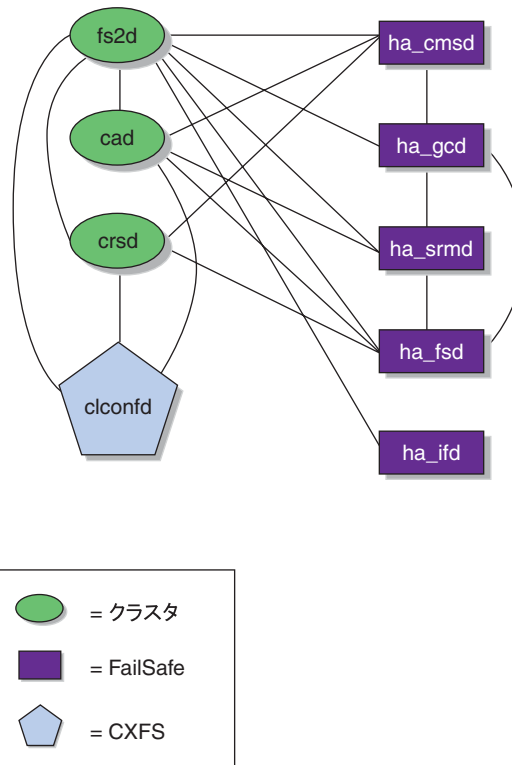 fs2d
ha_cmsd
cad
ha_gcd
crsd
ha_srmd
clconfd
ha_fsd
ha_ifd
= クラスタ
= FailSafe
= CXFS